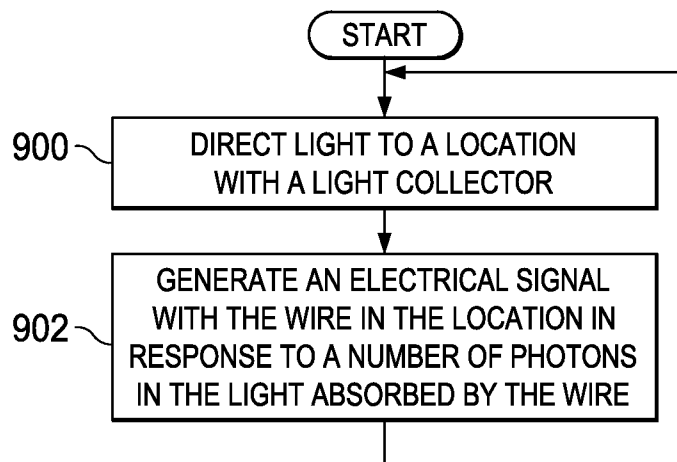 START
900
DIRECT LIGHT TO A LOCATION
WITH A LIGHT COLLECTOR
902
GENERATE AN ELECTRICAL SIGNAL
WITH THE WIRE IN THE LOCATION IN
RESPONSE TO A NUMBER OF PHOTONS
IN THE LIGHT ABSORBED BY THE WIRE